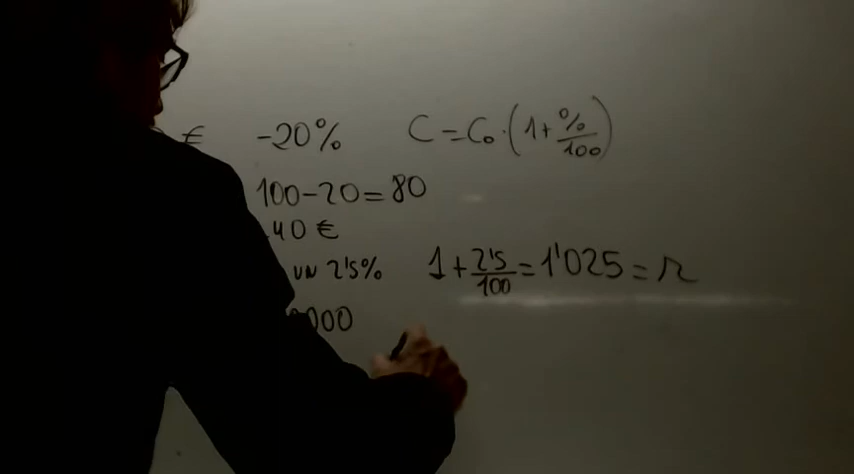 € -20% C = C₀·(1+%/100)
100-20=80
40 €
UN 2'5% 1+2'5/100=1'025=r
000